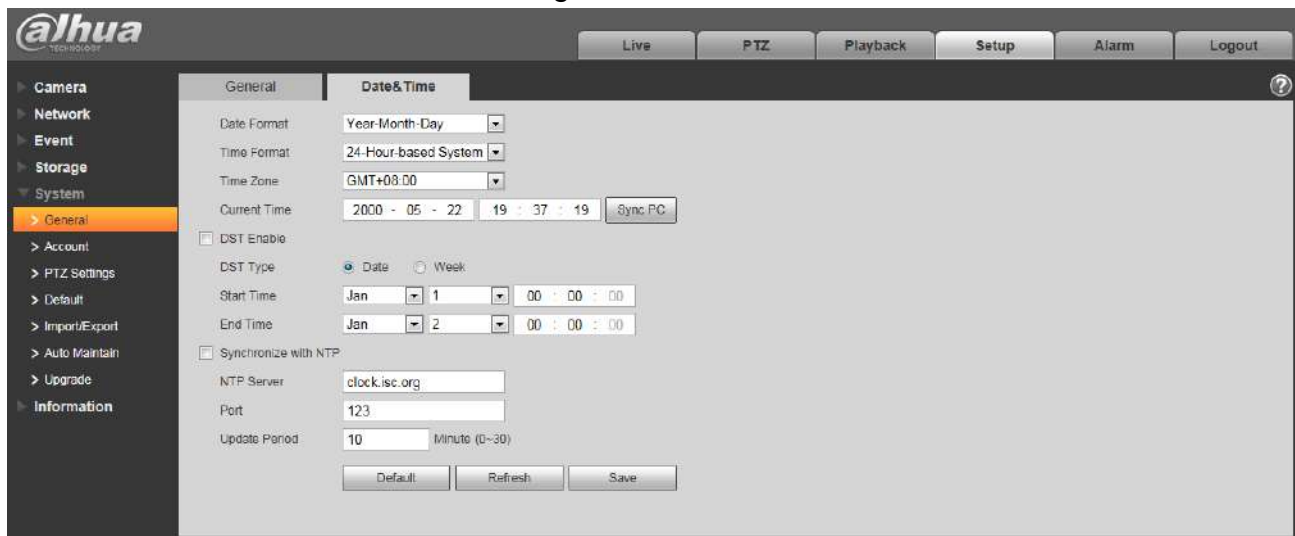 alhua
TECHNOLOGY
Live PTZ Playback Setup Alarm Logout
Camera
Network
Event
Storage
System
> General
> Account
> PTZ Settings
> Default
> Import/Export
> Auto Maintain
> Upgrade
Information
General Date&Time
Date Format Year-Month-Day
Time Format 24-Hour-based System
Time Zone GMT+08:00
Current Time 2000 - 05 - 22 19 : 37 : 19 Sync PC
DST Enable
DST Type Date Week
Start Time Jan 1 00 : 00 : 00
End Time Jan 2 00 : 00 : 00
Synchronize with NTP
NTP Server clock.isc.org
Port 123
Update Period 10 Minute (0~30)
Default Refresh Save